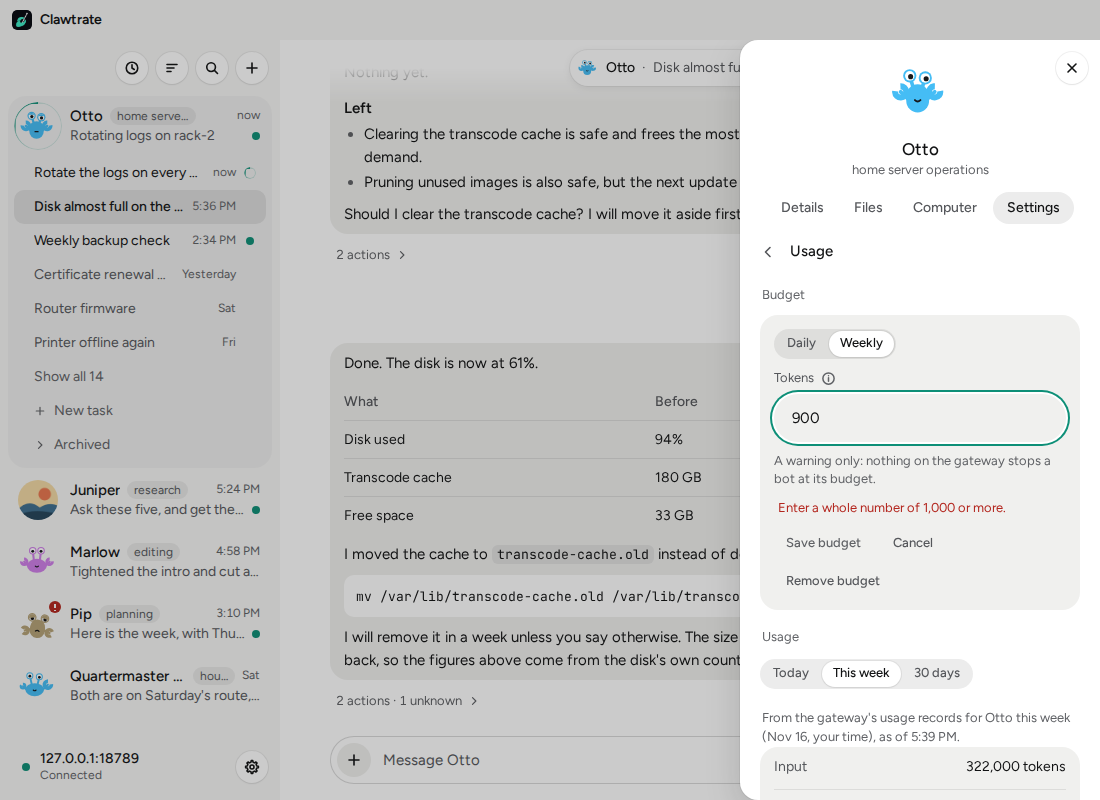 Clawtrate
Otto home serve... now
Rotating logs on rack-2
Rotate the logs on every ... now
Disk almost full on the ... 5:36 PM
Weekly backup check 2:34 PM
Certificate renewal ... Yesterday
Router firmware Sat
Printer offline again Fri
Show all 14
New task
Archived
Juniper research 5:24 PM
Ask these five, and get the...
Marlow editing 4:58 PM
Tightened the intro and cut a...
Pip planning 3:10 PM
Here is the week, with Thu...
Quartermaster ... hou... Sat
Both are on Saturday's route,...
127.0.0.1:18789
Connected
Otto · Disk almost fu
Nothing yet.
Left
Clearing the transcode cache is safe and frees the most
demand.
Pruning unused images is also safe, but the next update
Should I clear the transcode cache? I will move it aside first
2 actions
Done. The disk is now at 61%.
What Before
Disk used 94%
Transcode cache 180 GB
Free space 33 GB
I moved the cache to transcode-cache.old instead of d
mv /var/lib/transcode-cache.old /var/lib/transco
I will remove it in a week unless you say otherwise. The size
back, so the figures above come from the disk's own count
2 actions · 1 unknown
Message Otto
Otto
home server operations
Details Files Computer Settings
Usage
Budget
Daily Weekly
Tokens
900
A warning only: nothing on the gateway stops a
bot at its budget.
Enter a whole number of 1,000 or more.
Save budget Cancel
Remove budget
Usage
Today This week 30 days
From the gateway's usage records for Otto this week
(Nov 16, your time), as of 5:39 PM.
Input 322,000 tokens